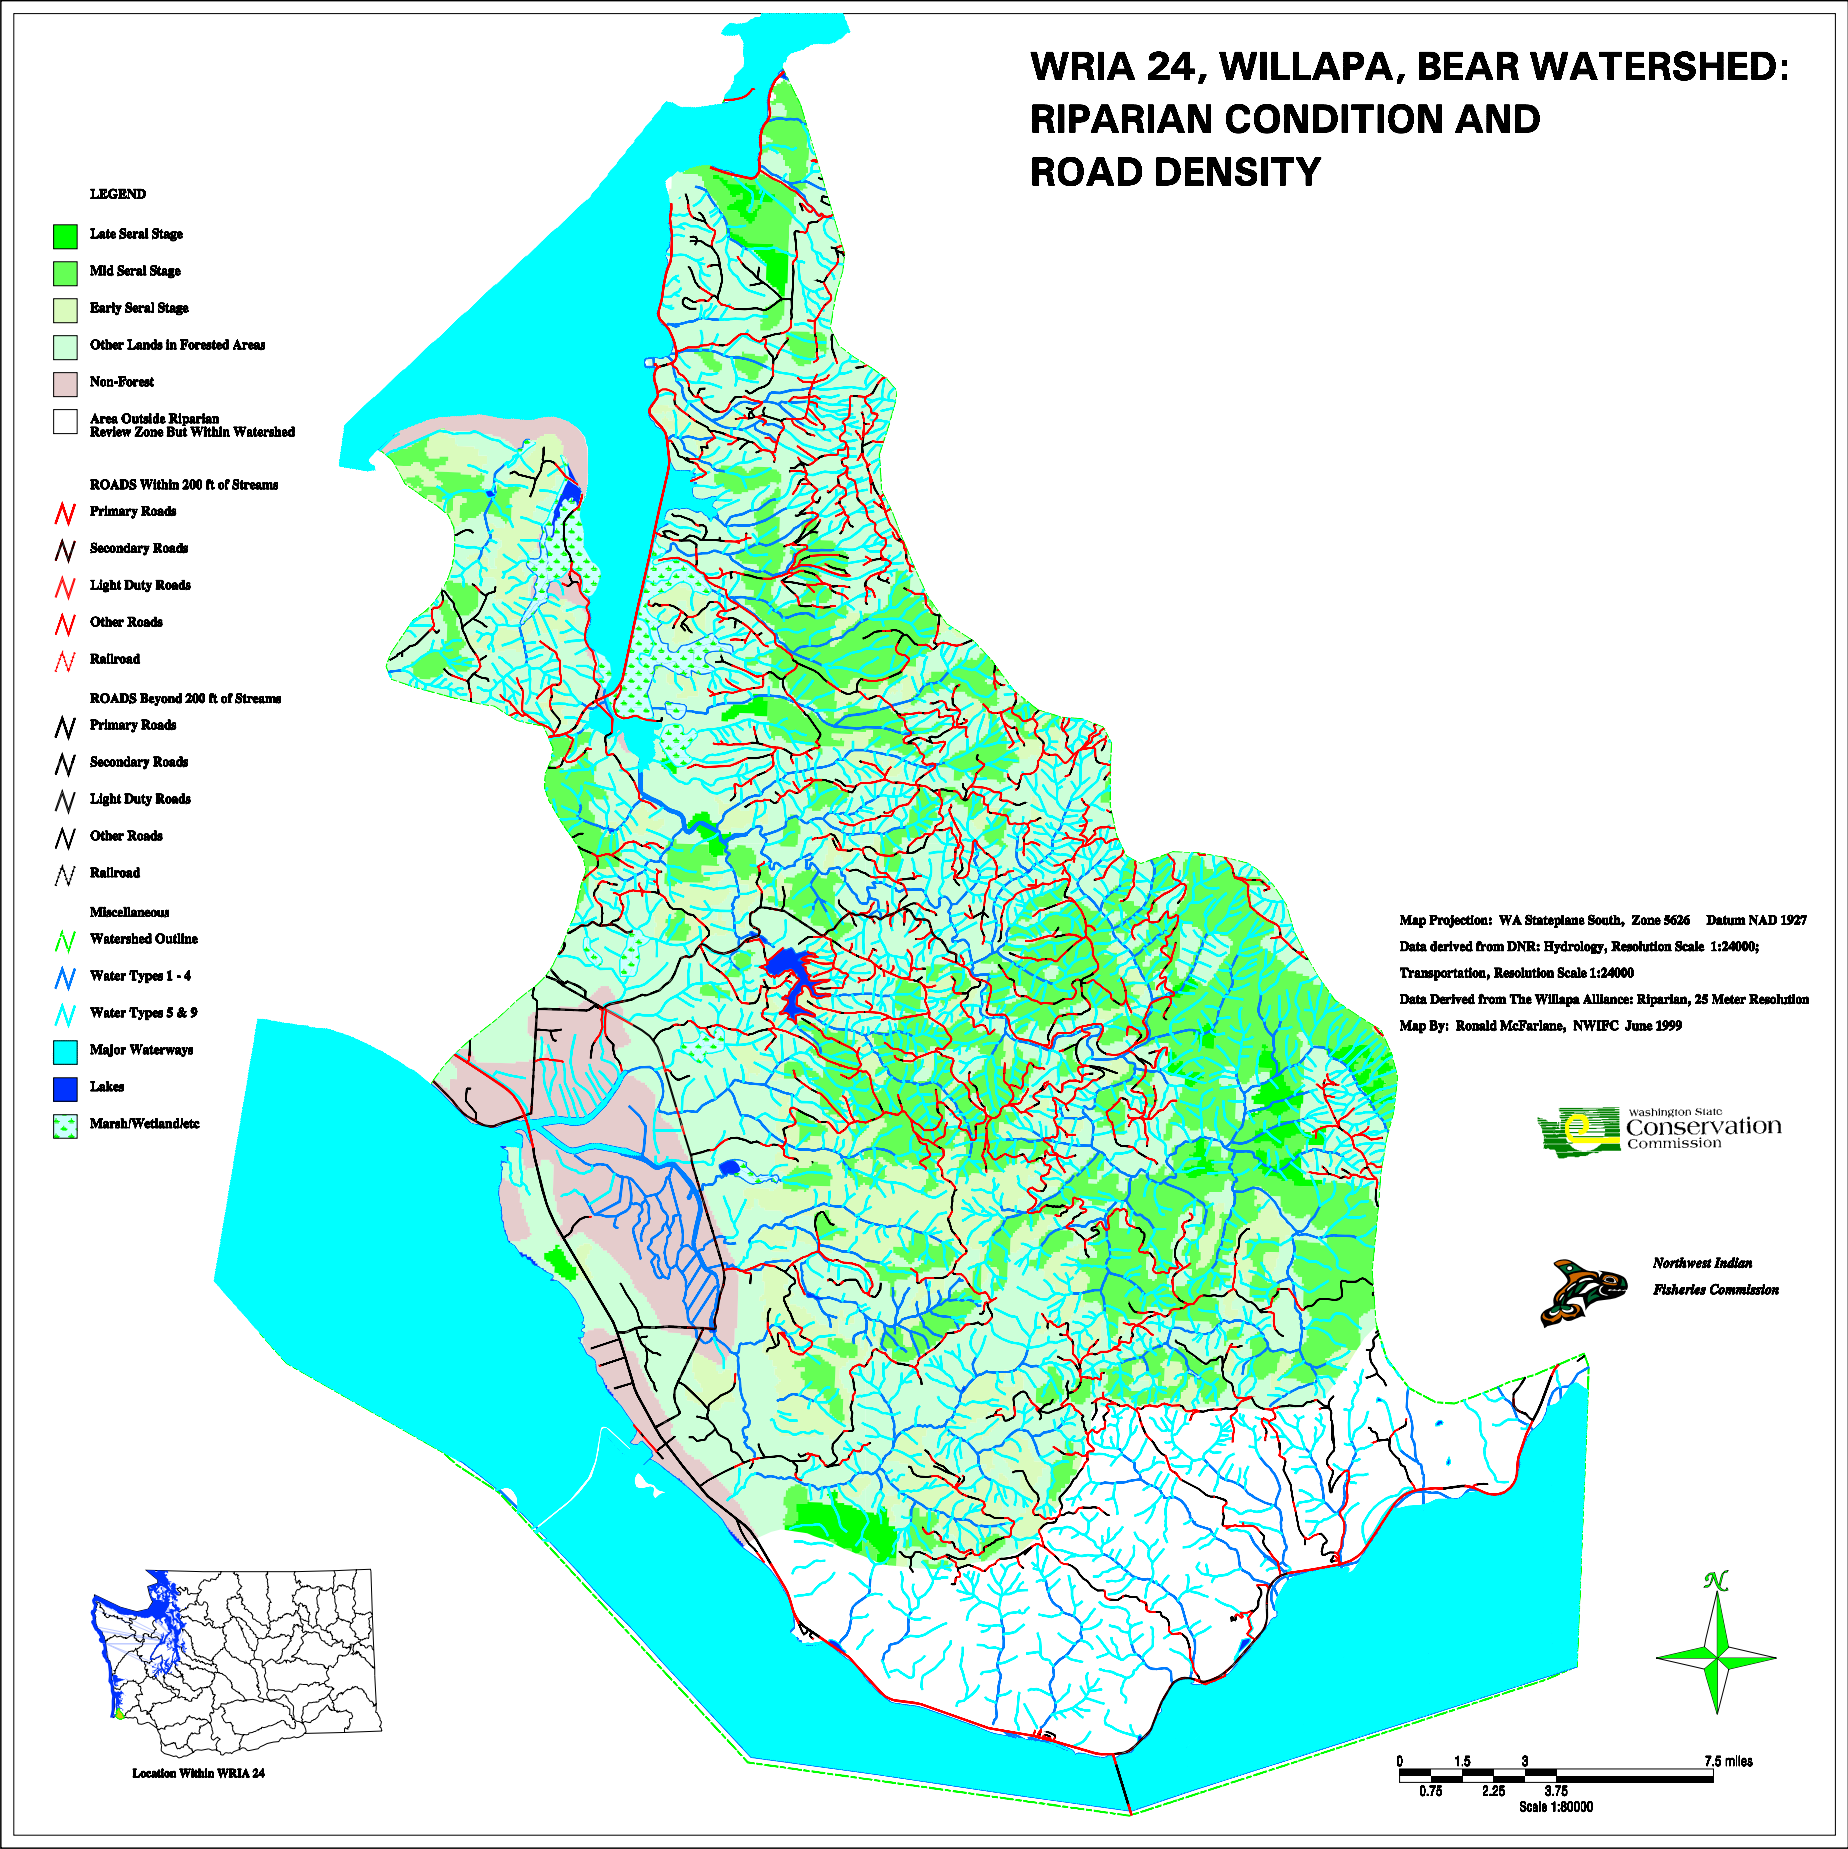 WRIA 24, WILLAPA, BEAR WATERSHED:
RIPARIAN CONDITION AND
ROAD DENSITY
LEGEND
Late Seral Stage
Mid Seral Stage
Early Seral Stage
Other Lands in Forested Areas
Non-Forest
Area Outside Riparian
Review Zone But Within Watershed
ROADS Within 200 ft of Streams
Primary Roads
Secondary Roads
Light Duty Roads
Other Roads
Railroad
ROADS Beyond 200 ft of Streams
Primary Roads
Secondary Roads
Light Duty Roads
Other Roads
Railroad
Miscellaneous
Watershed Outline
Water Types 1 - 4
Water Types 5 & 9
Major Waterways
Lakes
Marsh/Wetland/etc
Map Projection: WA Stateplane South, Zone 5626 Datum NAD 1927
Data derived from DNR: Hydrology, Resolution Scale 1:24000;
Transportation, Resolution Scale 1:24000
Data Derived from The Willapa Alliance: Riparian, 25 Meter Resolution
Map By: Ronald McFarlane, NWIFC June 1999
Washington State
Conservation
Commission
Northwest Indian
Fisheries Commission
N
0 1.5 3 7.5 miles
0.75 2.25 3.75
Scale 1:80000
Location Within WRIA 24